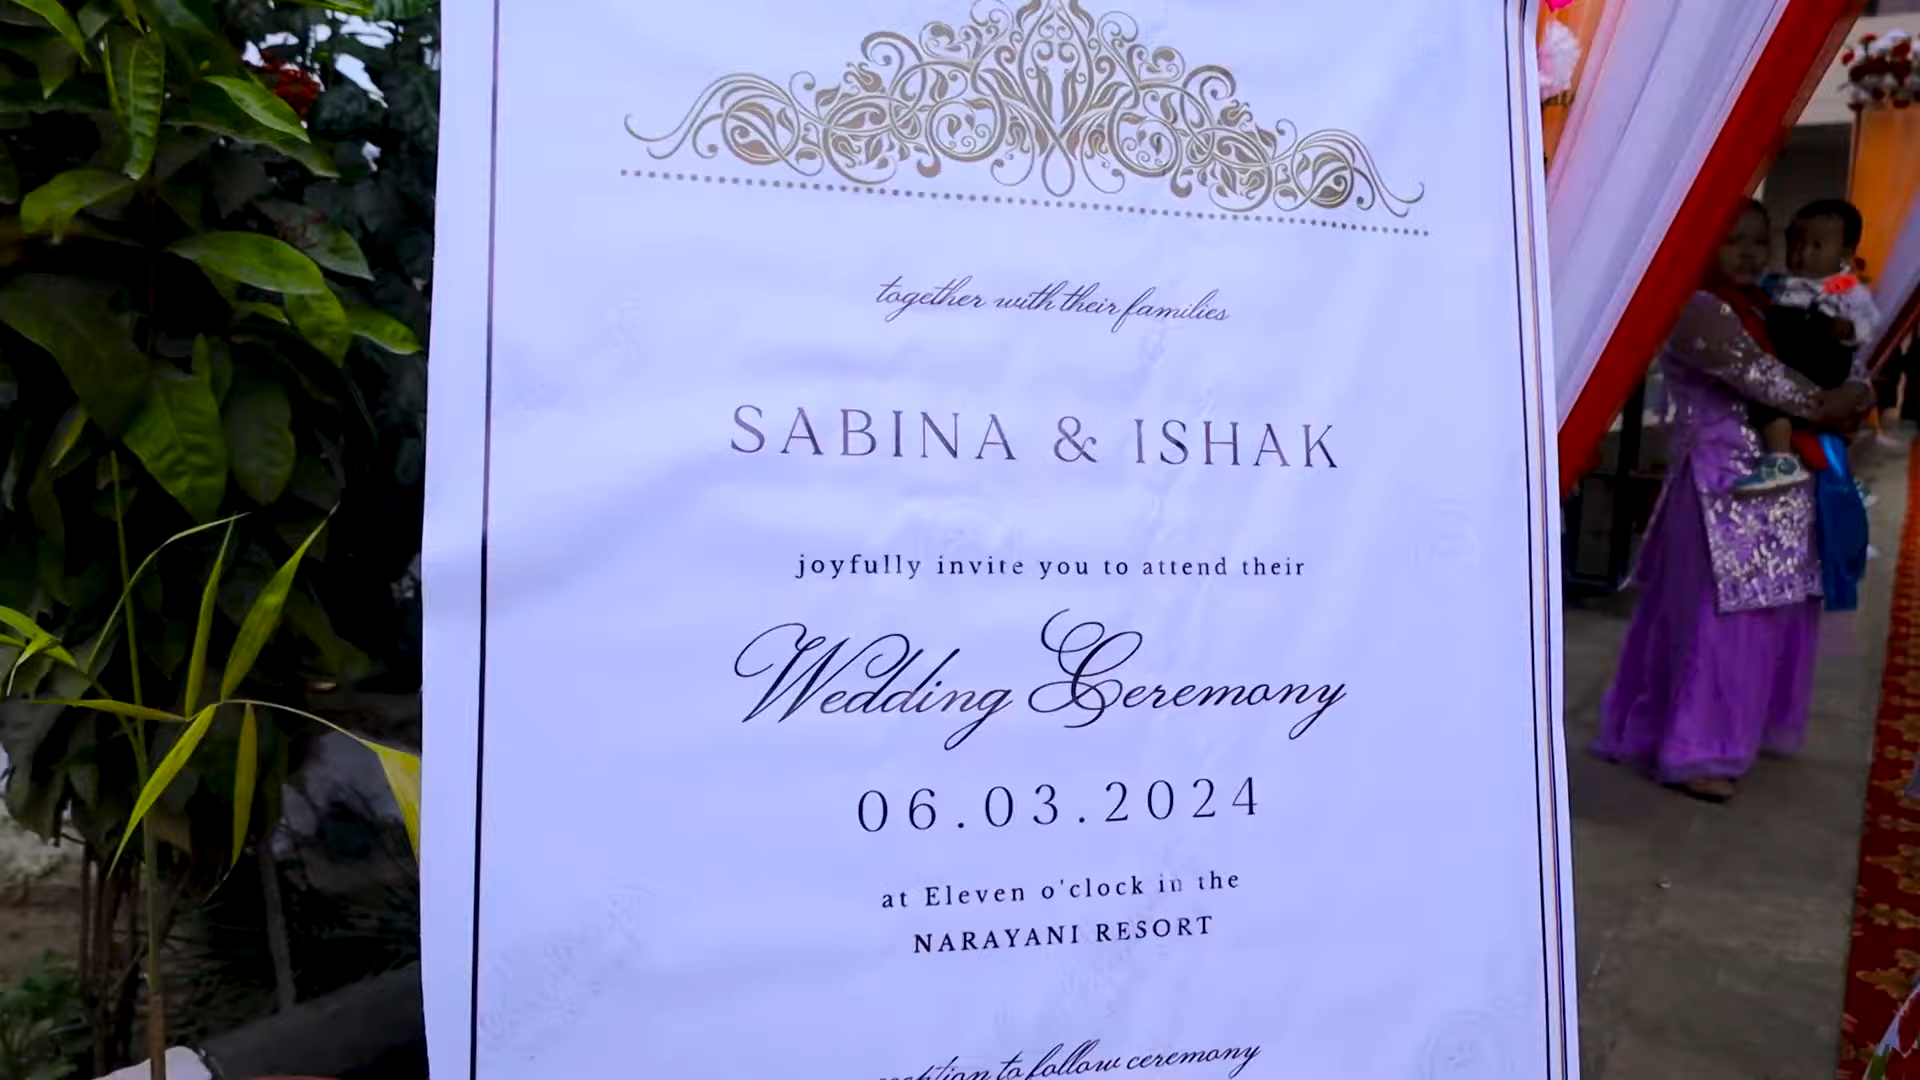 together with their families
SABINA & ISHAK
joyfully invite you to attend their
Wedding Ceremony
06.03.2024
at Eleven o'clock in the
NARAYANI RESORT
to follow ceremony